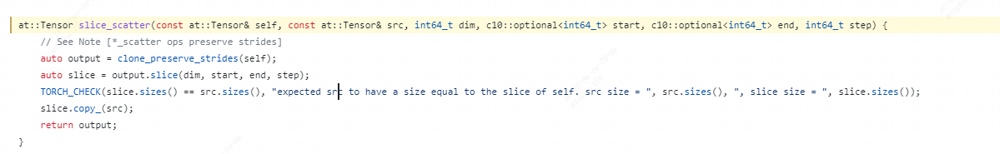 at::Tensor slice_scatter(const at::Tensor& self, const at::Tensor& src, int64_t dim, c10::optional<int64_t> start, c10::optional<int64_t> end, int64_t step) {
    // See Note [*_scatter ops preserve strides]
    auto output = clone_preserve_strides(self);
    auto slice = output.slice(dim, start, end, step);
    TORCH_CHECK(slice.sizes() == src.sizes(), "expected src to have a size equal to the slice of self. src size = ", src.sizes(), ", slice size = ", slice.sizes());
    slice.copy_(src);
    return output;
}